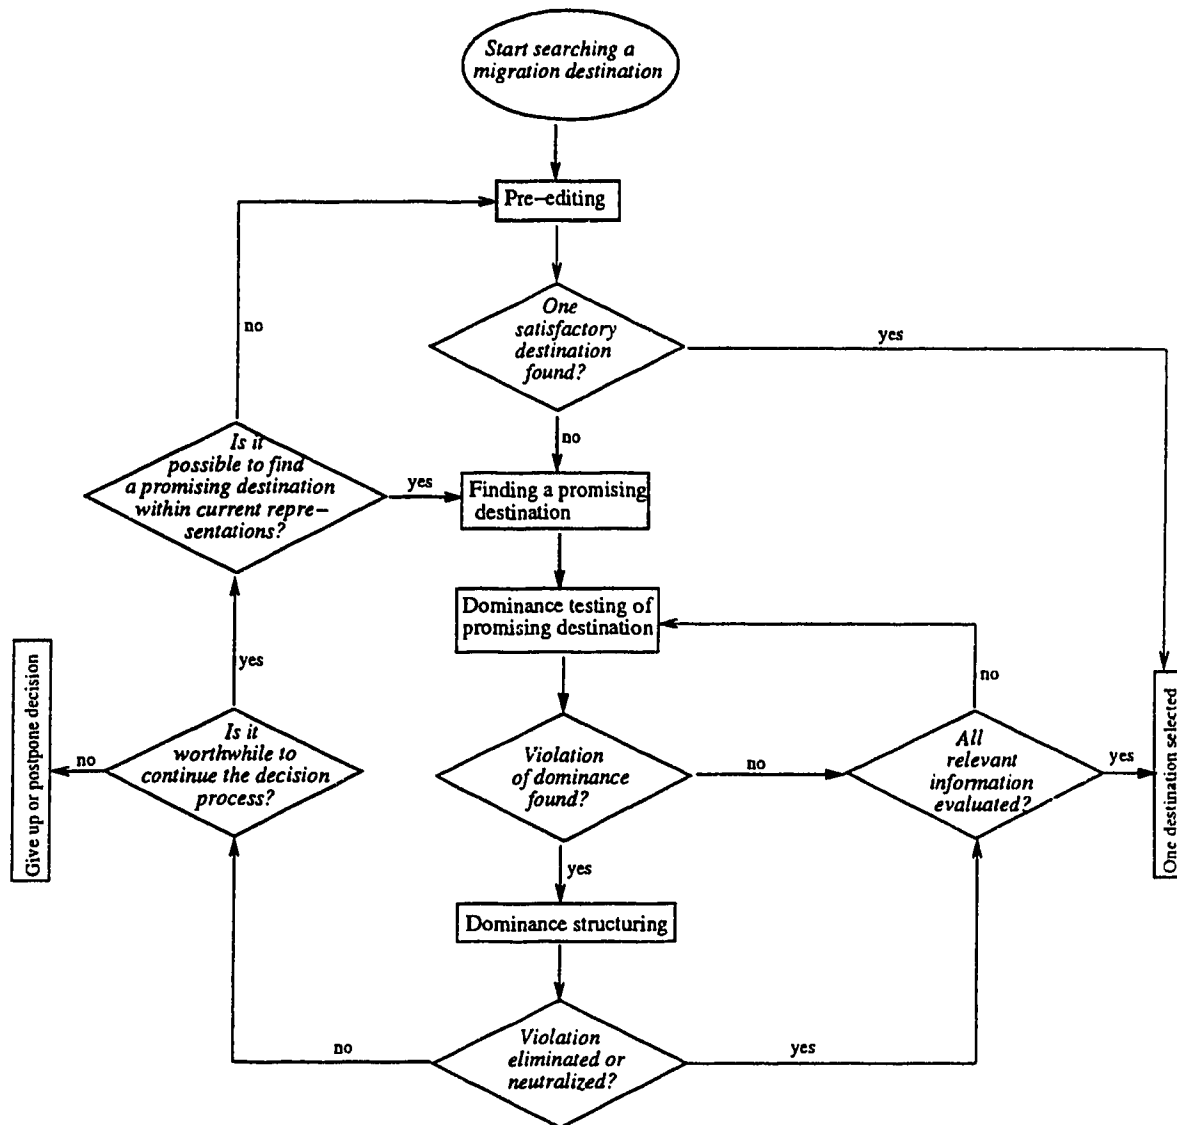 Start searching a
migration destination
Pre-editing
One
satisfactory
destination
found?
yes
no
no
Is it
possible to find
a promising destination
within current repre-
sentations?
yes
Finding a promising
destination
Dominance testing of
promising destination
no
yes
Give up or postpone decision
no
Is it
worthwhile to
continue the decision
process?
Violation
of dominance
found?
no
All
relevant
information
evaluated?
yes
One destination selected
yes
Dominance structuring
no
Violation
eliminated or
neutralized?
yes